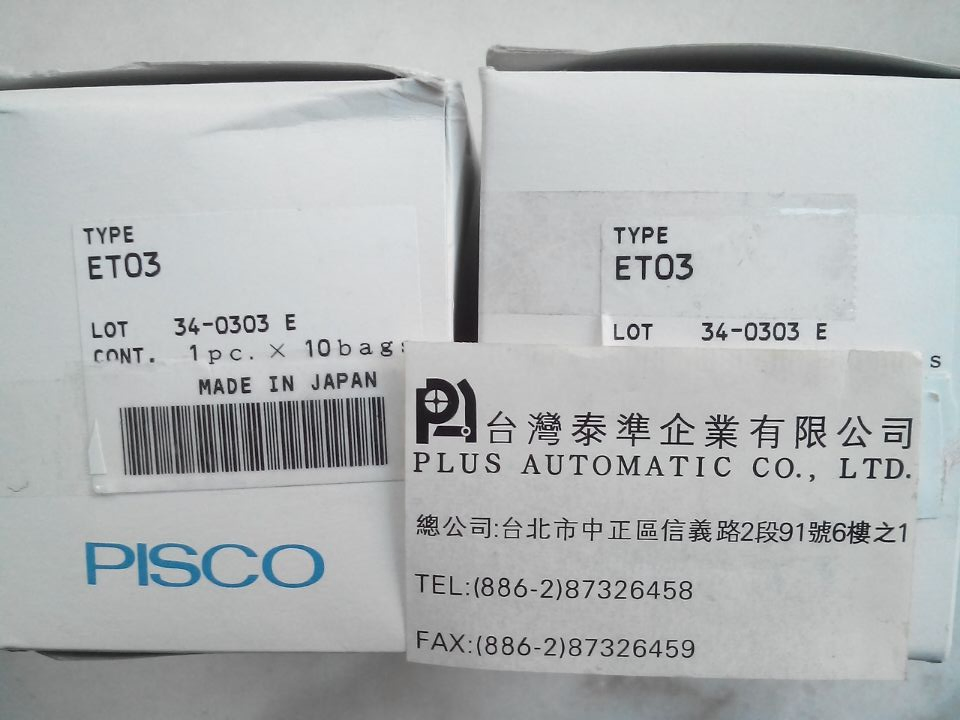 TYPE
ET03
LOT 34-0303 E
CONT. 1pc. × 10bags
MADE IN JAPAN
PISCO
TYPE
ET03
LOT 34-0303 E
s
台灣泰準企業有限公司
PLUS AUTOMATIC CO., LTD.
總公司:台北市中正區信義路2段91號6樓之1
TEL:(886-2)87326458
FAX:(886-2)87326459